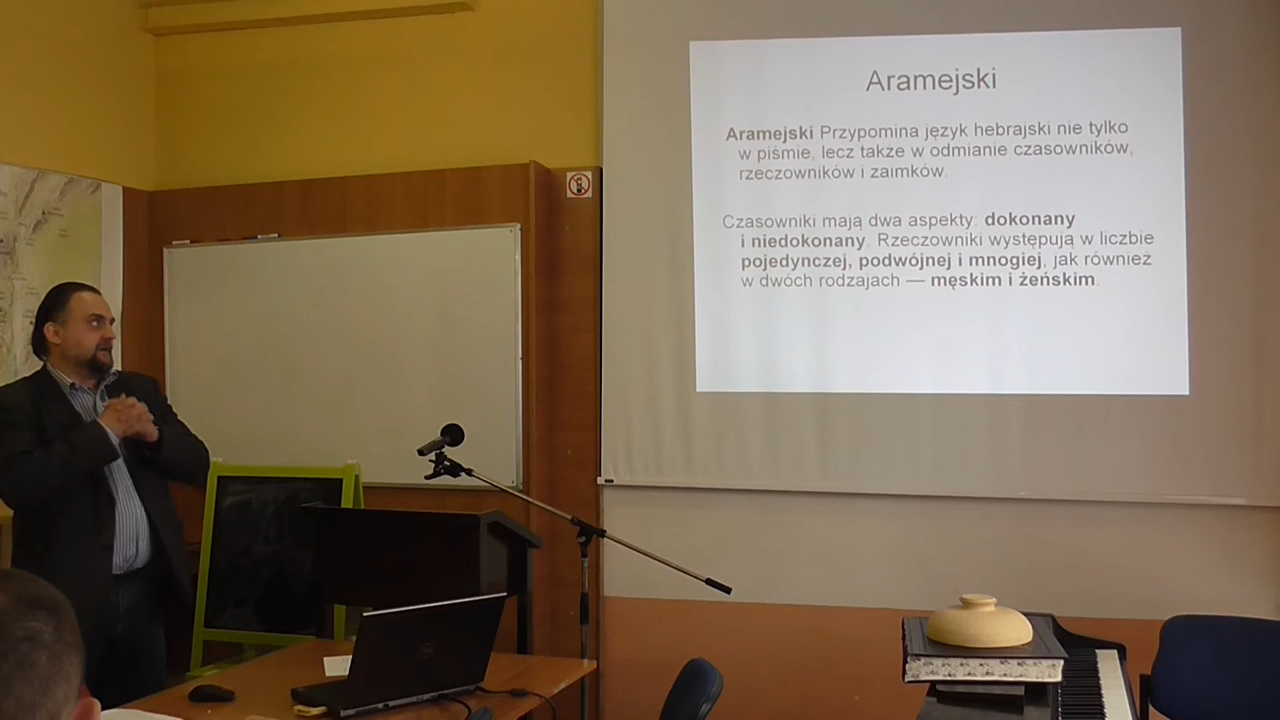 Aramejski
Aramejski Przypomina język hebrajski nie tylko
w piśmie, lecz także w odmianie czasowników,
rzeczowników i zaimków.
Czasowniki mają dwa aspekty: dokonany
i niedokonany. Rzeczowniki występują w liczbie
pojedynczej, podwójnej i mnogiej, jak również
w dwóch rodzajach — męskim i żeńskim.